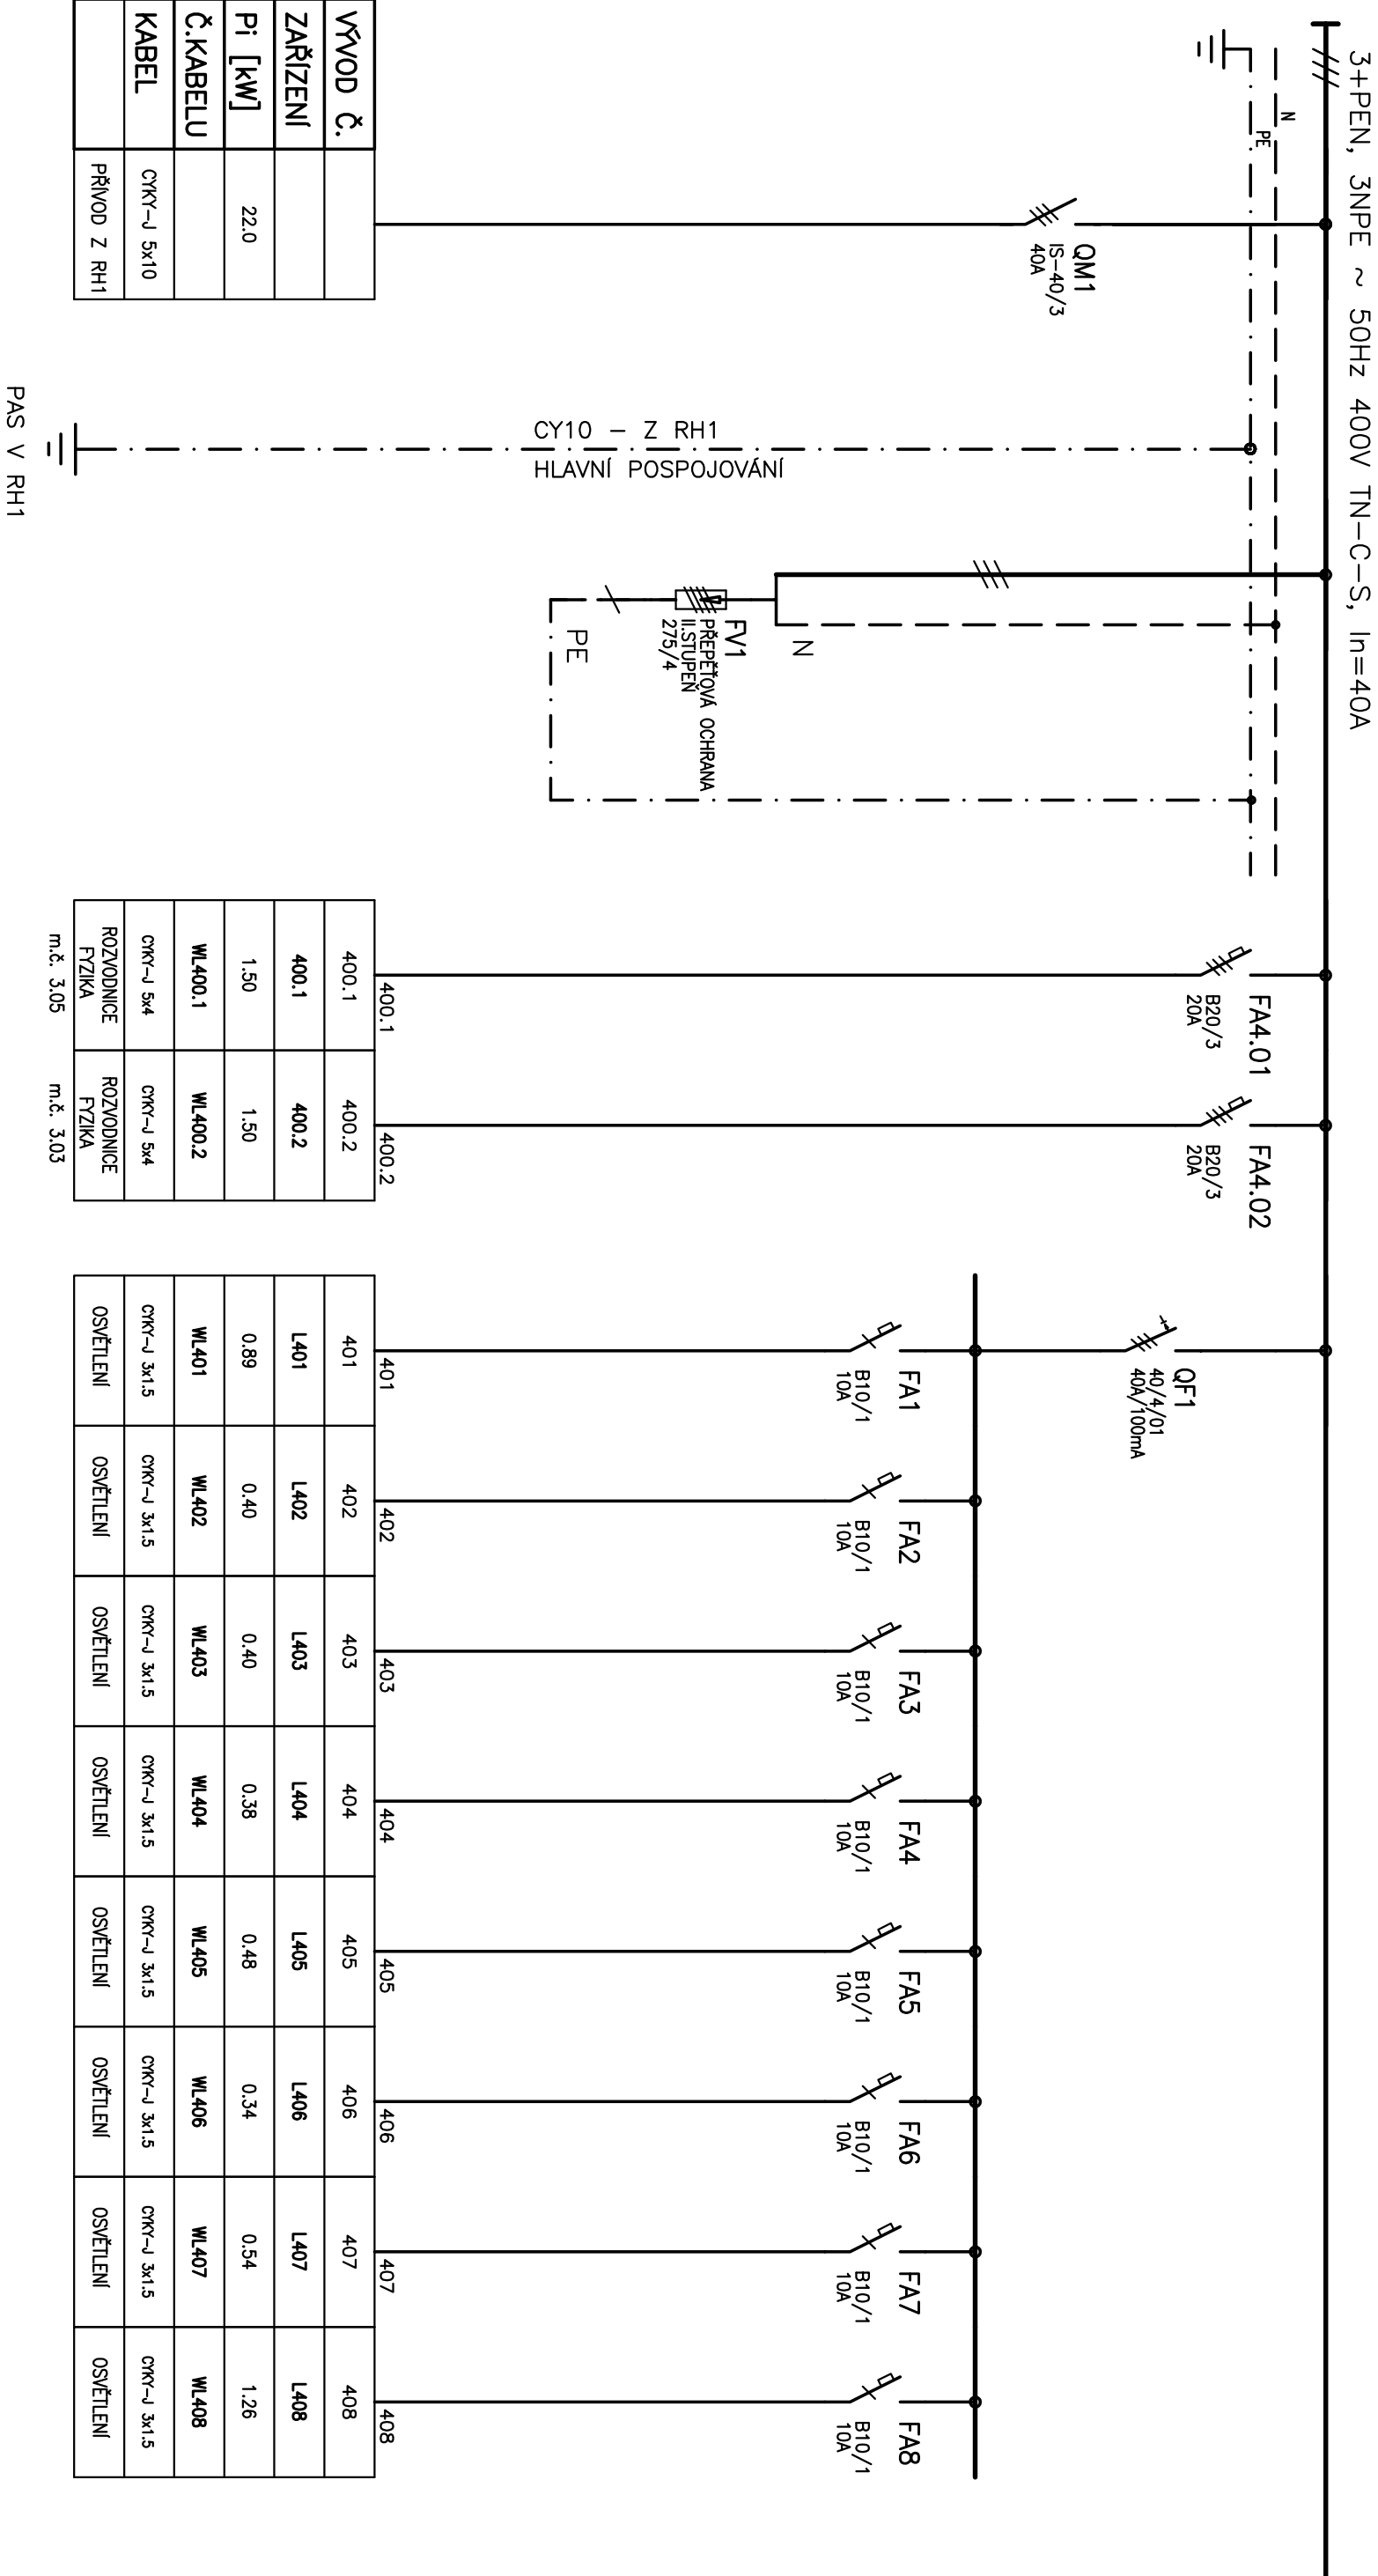 3+PEN, 3NPE ~ 50Hz 400V TN-C-S, In=40A
N
PE
QM1
IS-40/3
40A
CY10 - Z RH1
HLAVNÍ POSPOJOVÁNÍ
PAS V RH1
N
FV1
PŘEPĚŤOVÁ OCHRANA
II.STUPEŇ
275/4
PE
FA4.01
B20/3
20A
FA4.02
B20/3
20A
QF1
40/4/01
40A/100mA
FA1
B10/1
10A
FA2
B10/1
10A
FA3
B10/1
10A
FA4
B10/1
10A
FA5
B10/1
10A
FA6
B10/1
10A
FA7
B10/1
10A
FA8
B10/1
10A
400.1 400.2 401 402 403 404 405 406 407 408
VÝVOD Č. 400.1 400.2 401 402 403 404 405 406 407 408
ZAŘÍZENÍ 400.1 400.2 L401 L402 L403 L404 L405 L406 L407 L408
Pi [kW] 22.0 1.50 1.50 0.89 0.40 0.40 0.38 0.48 0.34 0.54 1.26
Č.KABELU WL400.1 WL400.2 WL401 WL402 WL403 WL404 WL405 WL406 WL407 WL408
KABEL CYKY-J 5x10 CYKY-J 5x4 CYKY-J 5x4 CYKY-J 3x1.5 CYKY-J 3x1.5 CYKY-J 3x1.5 CYKY-J 3x1.5 CYKY-J 3x1.5 CYKY-J 3x1.5 CYKY-J 3x1.5 CYKY-J 3x1.5
PŘÍVOD Z RH1
ROZVODNICE
FYZIKA
m.č. 3.05
ROZVODNICE
FYZIKA
m.č. 3.03
OSVĚTLENÍ OSVĚTLENÍ OSVĚTLENÍ OSVĚTLENÍ OSVĚTLENÍ OSVĚTLENÍ OSVĚTLENÍ OSVĚTLENÍ